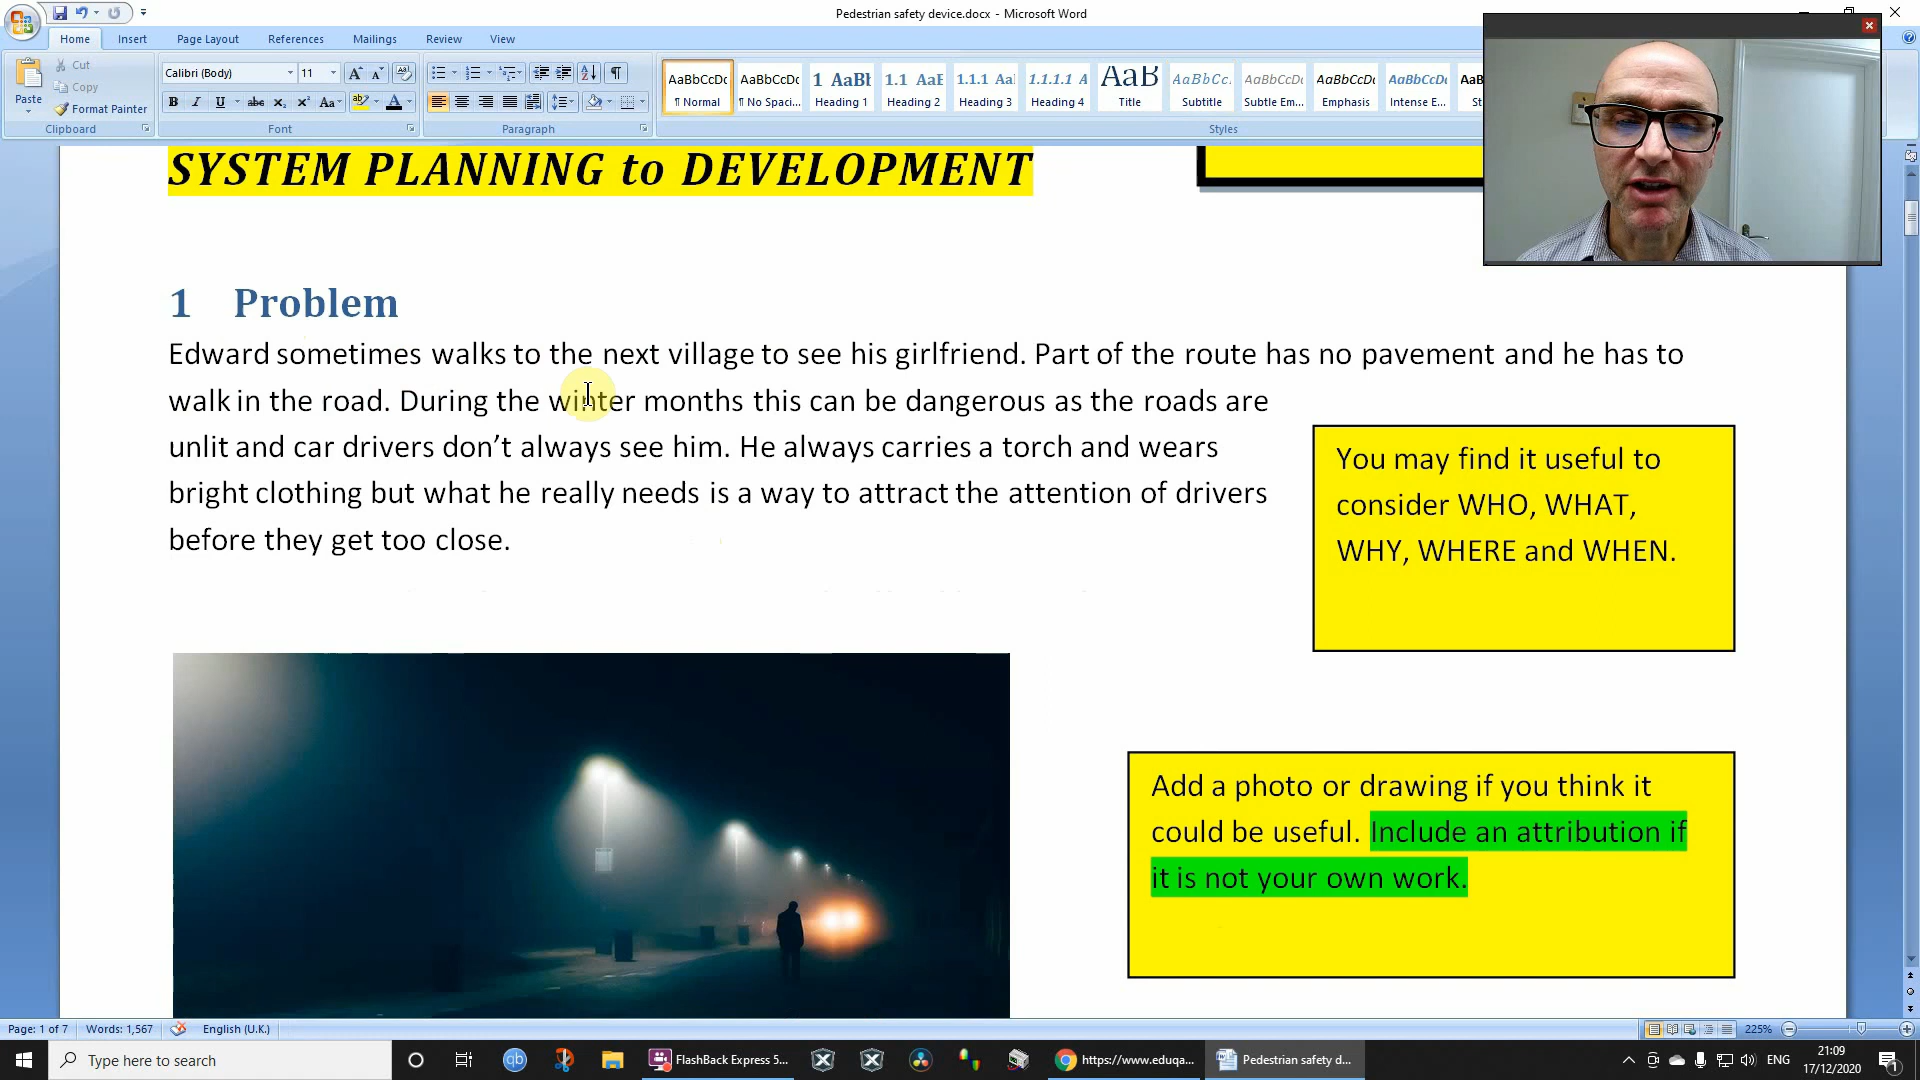 Pedestrian safety device.docx - Microsoft Word
Home Insert Page Layout References Mailings Review View
Paste
Cut
Copy
Format Painter
Clipboard
Calibri (Body) 11
Font
Paragraph
AaBbCcDc AaBbCcDc 1 AaBb 1.1 AaB 1.1.1 Aa 1.1.1.1 A AaB AaBbCc. AaBbCcDc AaBbCcDc AaBbCcDc
¶ Normal ¶ No Spaci... Heading 1 Heading 2 Heading 3 Heading 4 Title Subtitle Subtle Em... Emphasis Intense E...
Styles
SYSTEM PLANNING to DEVELOPMENT
1 Problem
Edward sometimes walks to the next village to see his girlfriend. Part of the route has no pavement and he has to
walk in the road. During the winter months this can be dangerous as the roads are
unlit and car drivers don’t always see him. He always carries a torch and wears
bright clothing but what he really needs is a way to attract the attention of drivers
before they get too close.
You may find it useful to
consider WHO, WHAT,
WHY, WHERE and WHEN.
Add a photo or drawing if you think it
could be useful. Include an attribution if
it is not your own work.
Page: 1 of 7 Words: 1,567 English (U.K.) 225%
Type here to search
FlashBack Express 5...
https://www.eduqa...
Pedestrian safety d...
ENG
21:09
17/12/2020